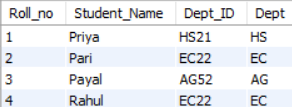 Roll_no Student_Name Dept_ID Dept
1 Priya HS21 HS
2 Pari EC22 EC
3 Payal AG52 AG
4 Rahul EC22 EC